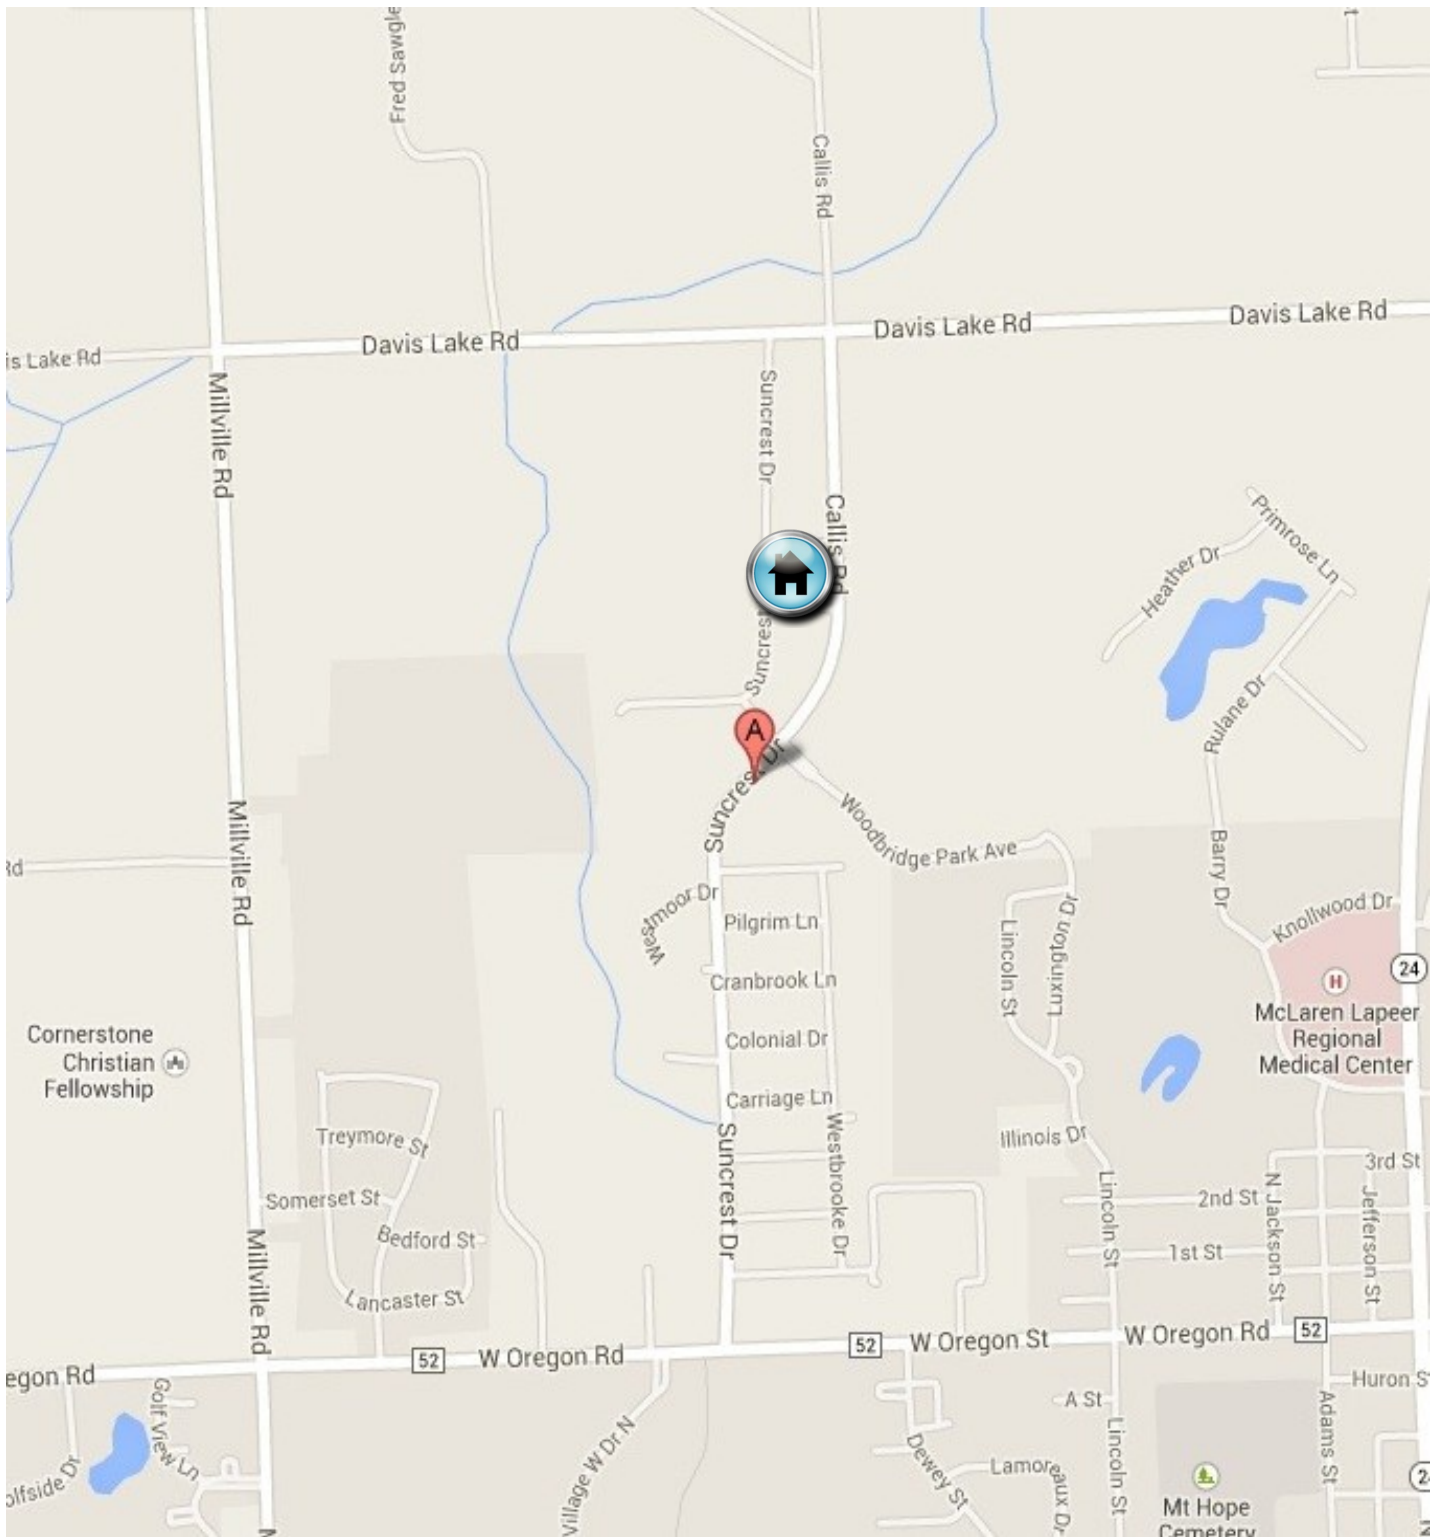 Fred Sawgle
Callis Rd
Davis Lake Rd
Davis Lake Rd
Davis Lake Rd
is Lake Rd
Millville Rd
Suncrest Dr
Callis Rd
Primrose Ln
Heather Dr
Suncrest
Rulane Dr
A
Suncrest Dr
Woodbridge Park Ave
Millville Rd
Rd
Barry Dr
Westmoor Dr
Pilgrim Ln
Knollwood Dr
Luxington Dr
Lincoln St
Cranbrook Ln
24
H
McLaren Lapeer
Regional
Medical Center
Cornerstone
Christian
Fellowship
Colonial Dr
Carriage Ln
Treymore St
Suncrest Dr
Westbrooke Dr
Illinois Dr
3rd St
Somerset St
Lincoln St
2nd St
N Jackson St
Jefferson St
Bedford St
1st St
Millville Rd
Lancaster St
52
W Oregon Rd
52
W Oregon St
W Oregon Rd
52
egon Rd
Golf View Ln
Huron S
A St
Adams St
Village W Dr N
Dewey St
Lamoreaux Dr
Lincoln St
olfside Dr
2
Mt Hope
Cemetery